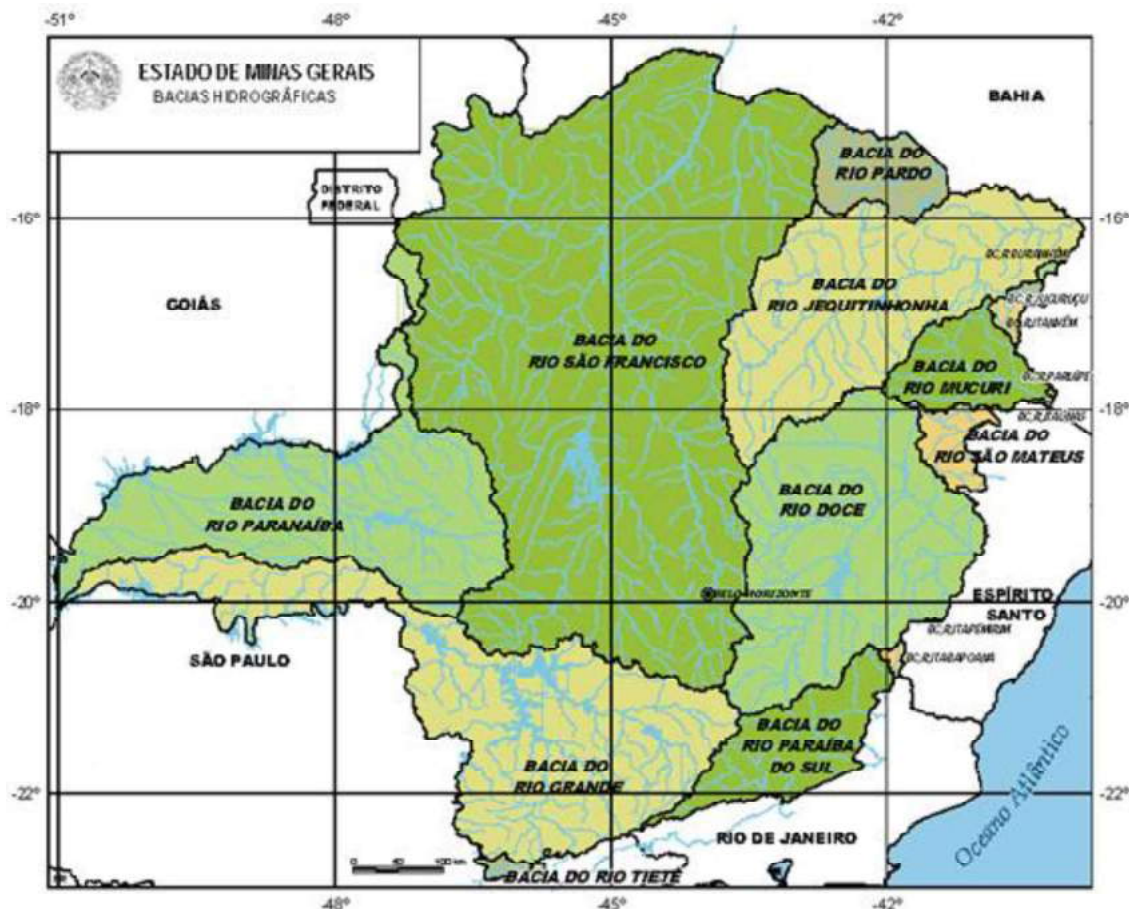 -51°
-45°
-42°
ESTADO DE MINAS GERAIS
BACIAS HIDROGRÁFICAS
BAHIA
BACIA DO
RIO PARDO
DISTRITO
FEDERAL
-16°
-16°
BACIA DO
RIO JEQUITINHONHA
GOIÁS
BACIA DO
RIO SÃO FRANCISCO
BACIA DO
RIO MUCURI
-18°
-18°
BACIA DO
RIO SÃO MATEUS
BACIA DO
RIO DOCE
BACIA DO
RIO PARANAÍBA
BELO HORIZONTE
ESPÍRITO
SANTO
-20°
-20°
BC.R.ITAPEMIRIM
BC.R.ITABAPOANA
SÃO PAULO
BACIA DO
RIO PARAÍBA
DO SUL
BACIA DO
RIO GRANDE
-22°
-22°
Oceano Atlântico
RIO DE JANEIRO
BACIA DO RIO TIETÊ
-48°
-45°
-42°